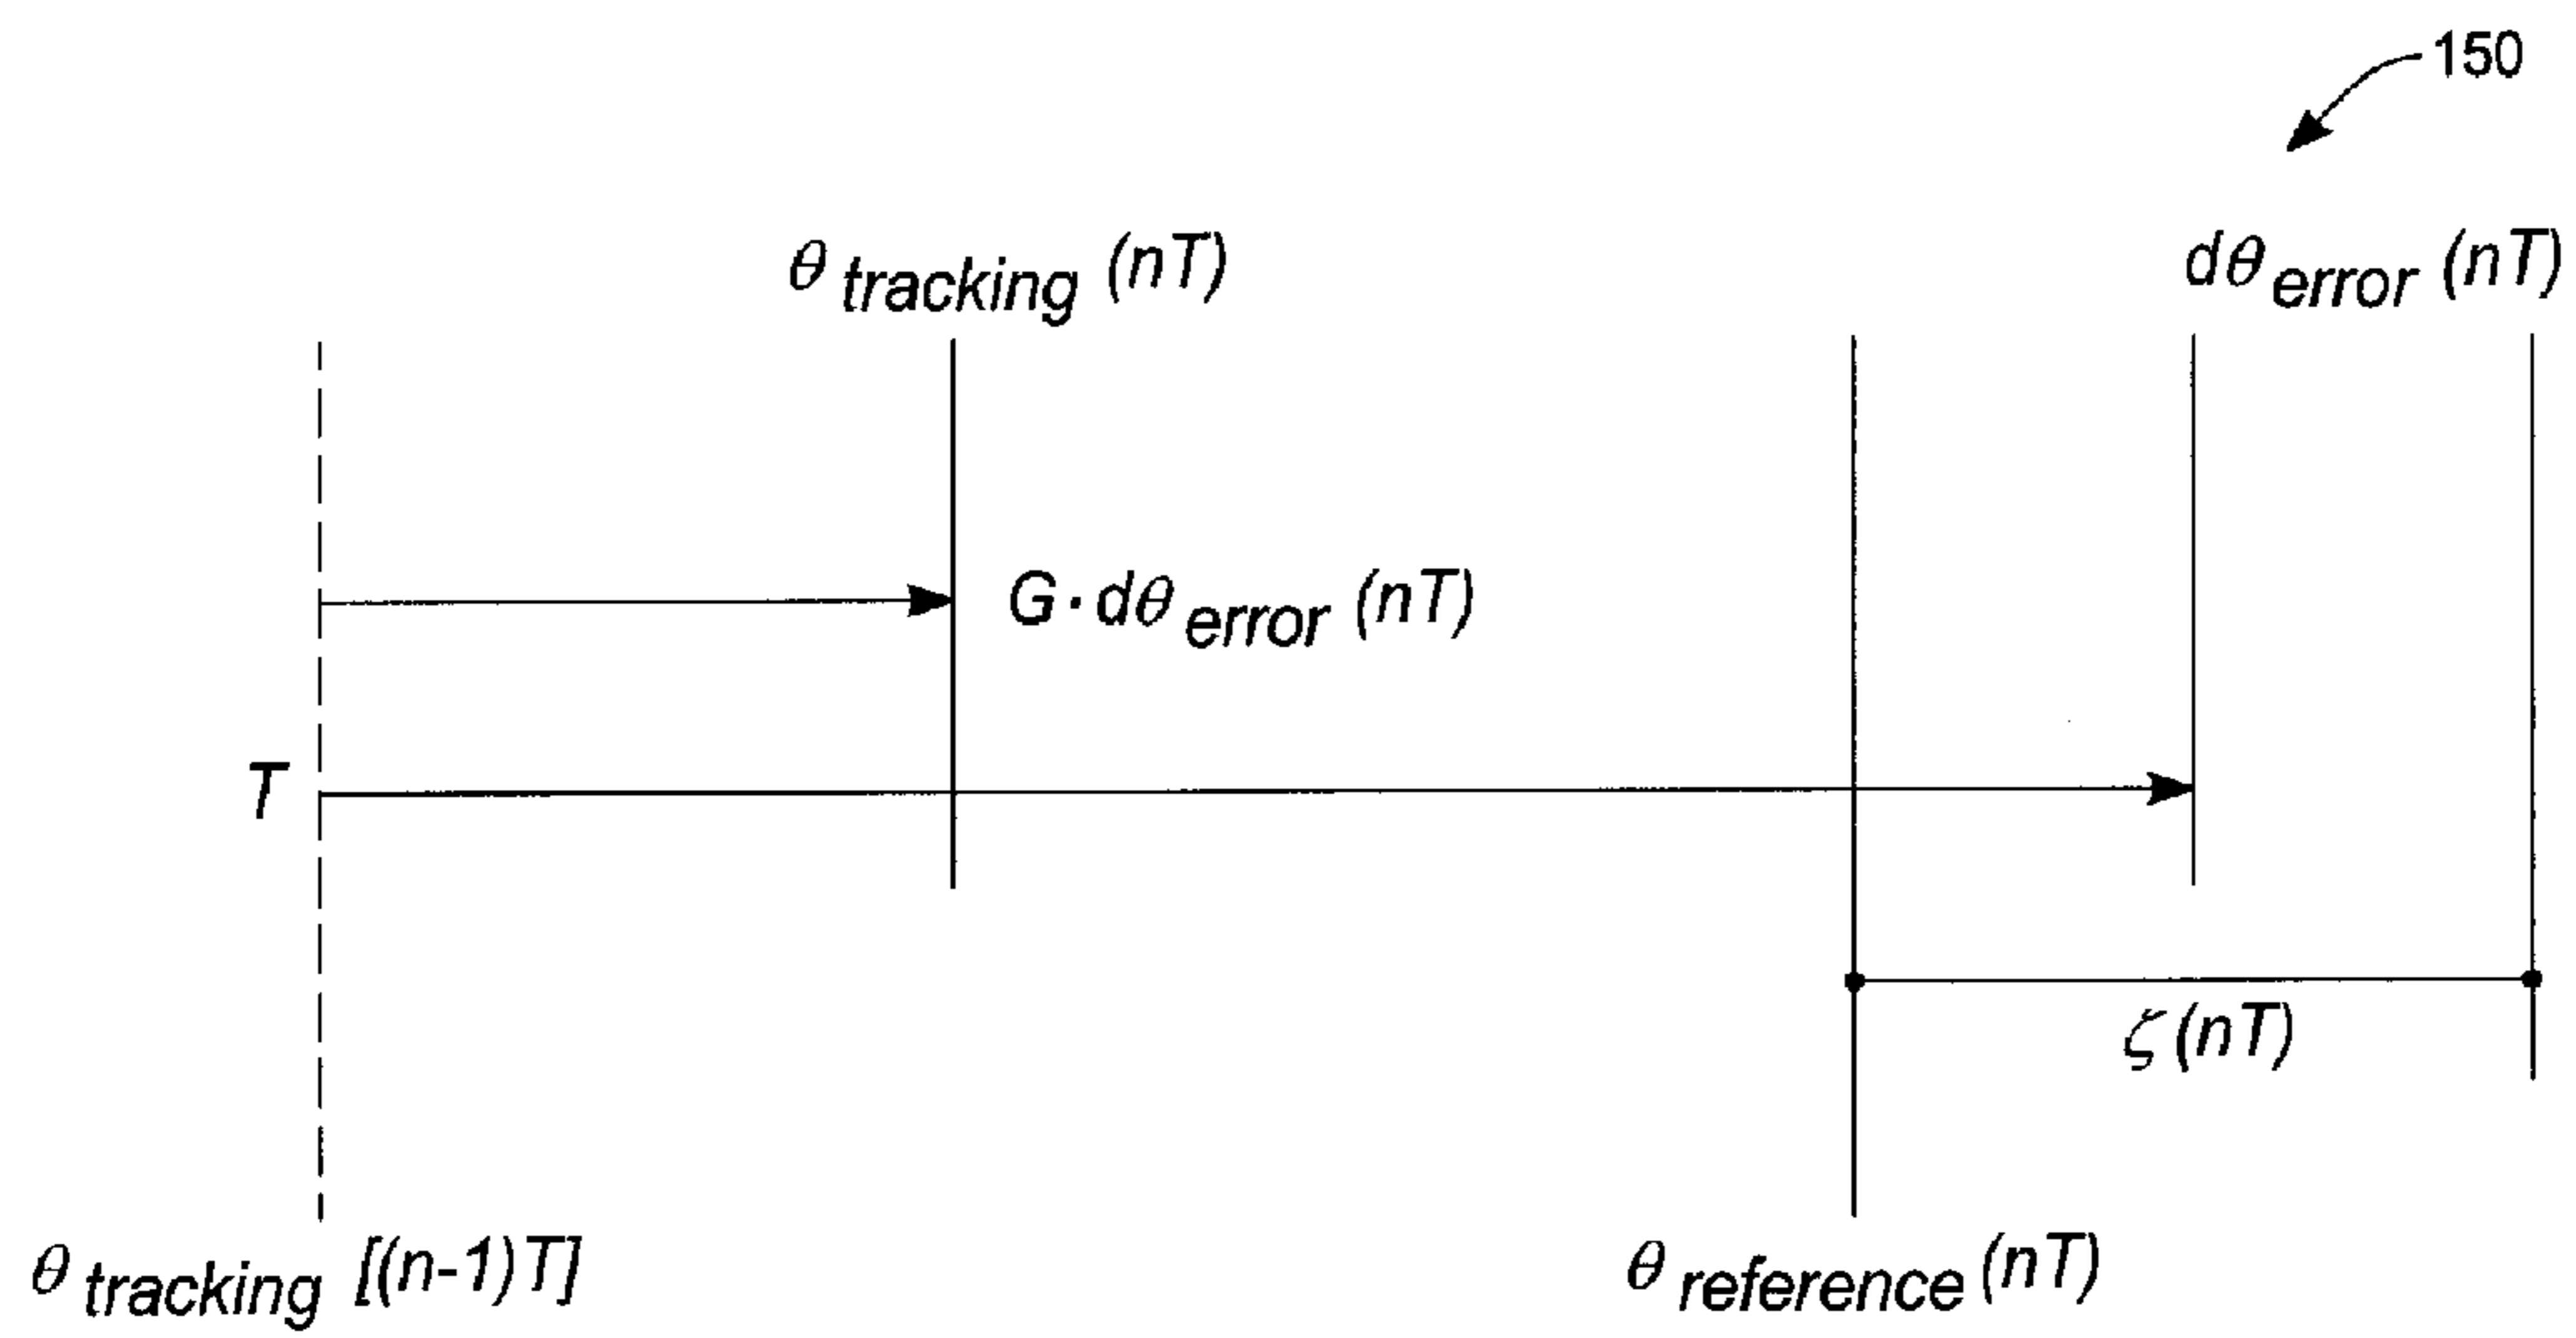 150
θ tracking (nT)
dθ error (nT)
G·dθ error (nT)
T
ζ(nT)
θ tracking [(n-1)T]
θ reference (nT)